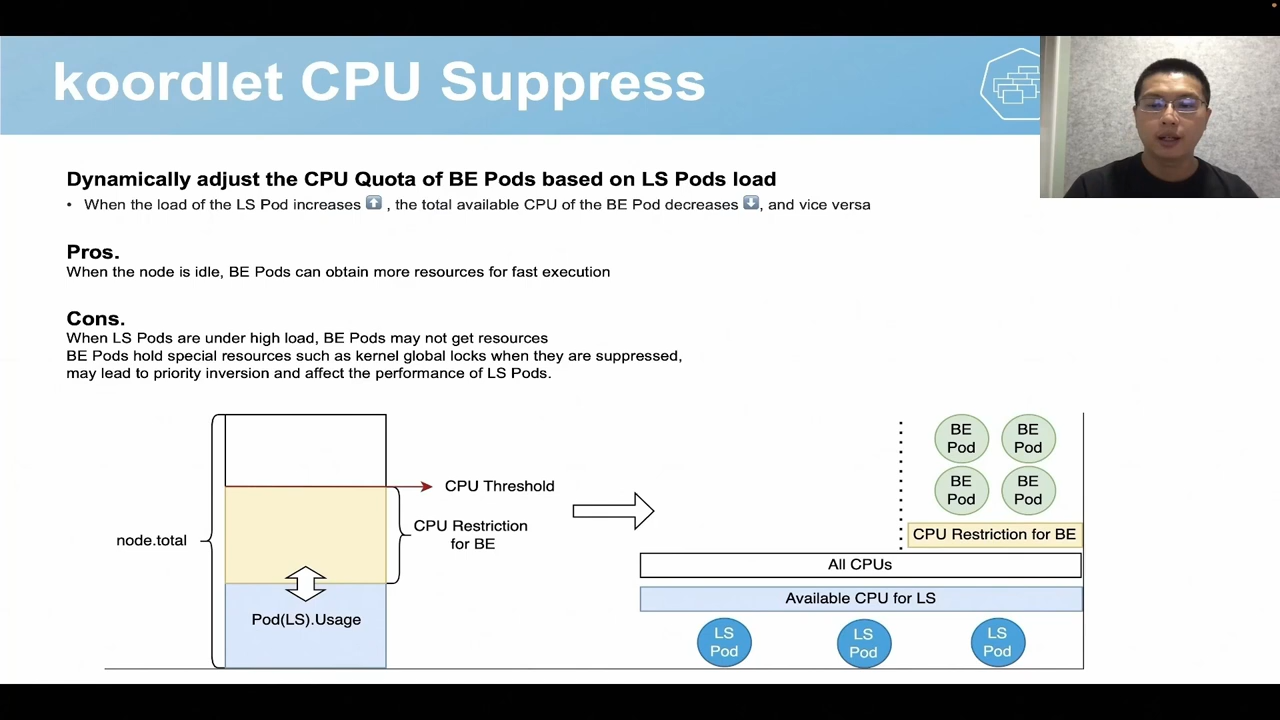 koordlet CPU Suppress
Dynamically adjust the CPU Quota of BE Pods based on LS Pods load
• When the load of the LS Pod increases ⬆️ , the total available CPU of the BE Pod decreases ⬇️, and vice versa
Pros.
When the node is idle, BE Pods can obtain more resources for fast execution
Cons.
When LS Pods are under high load, BE Pods may not get resources
BE Pods hold special resources such as kernel global locks when they are suppressed,
may lead to priority inversion and affect the performance of LS Pods.
node.total
CPU Threshold
CPU Restriction
for BE
Pod(LS).Usage
BE
Pod
BE
Pod
BE
Pod
BE
Pod
CPU Restriction for BE
All CPUs
Available CPU for LS
LS
Pod
LS
Pod
LS
Pod